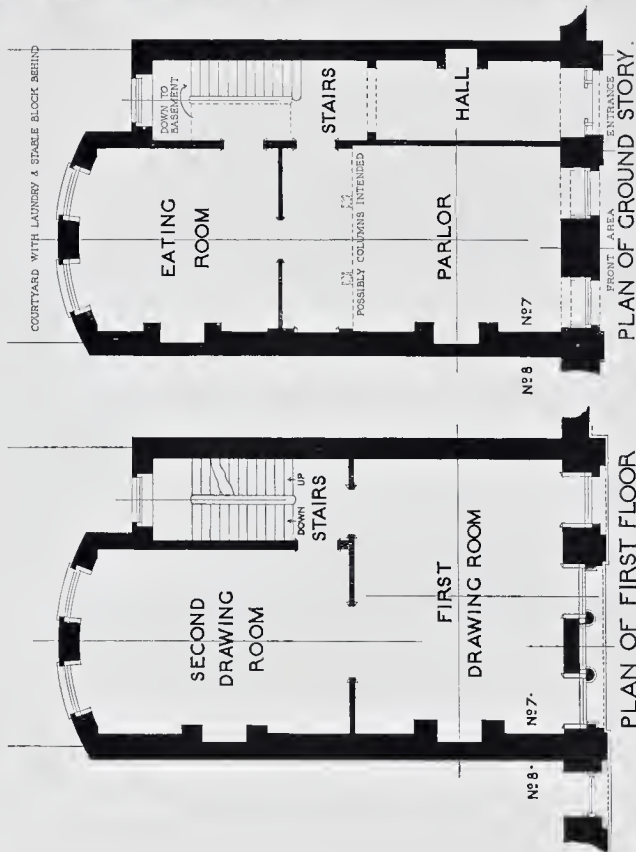 COURTYARD WITH LAUNDRY & STABLE BLOCK BEHIND
DOWN TO
BASEMENT
EATING
ROOM
STAIRS
POSSIBLY COLUMNS INTENDED
HALL
PARLOR
Nº8
Nº7
FRONT AREA
ENTRANCE
PLAN OF GROUND STORY.
SECOND
DRAWING
ROOM
DOWN
UP
STAIRS
FIRST
DRAWING ROOM
Nº8.
Nº7.
PLAN OF FIRST FLOOR